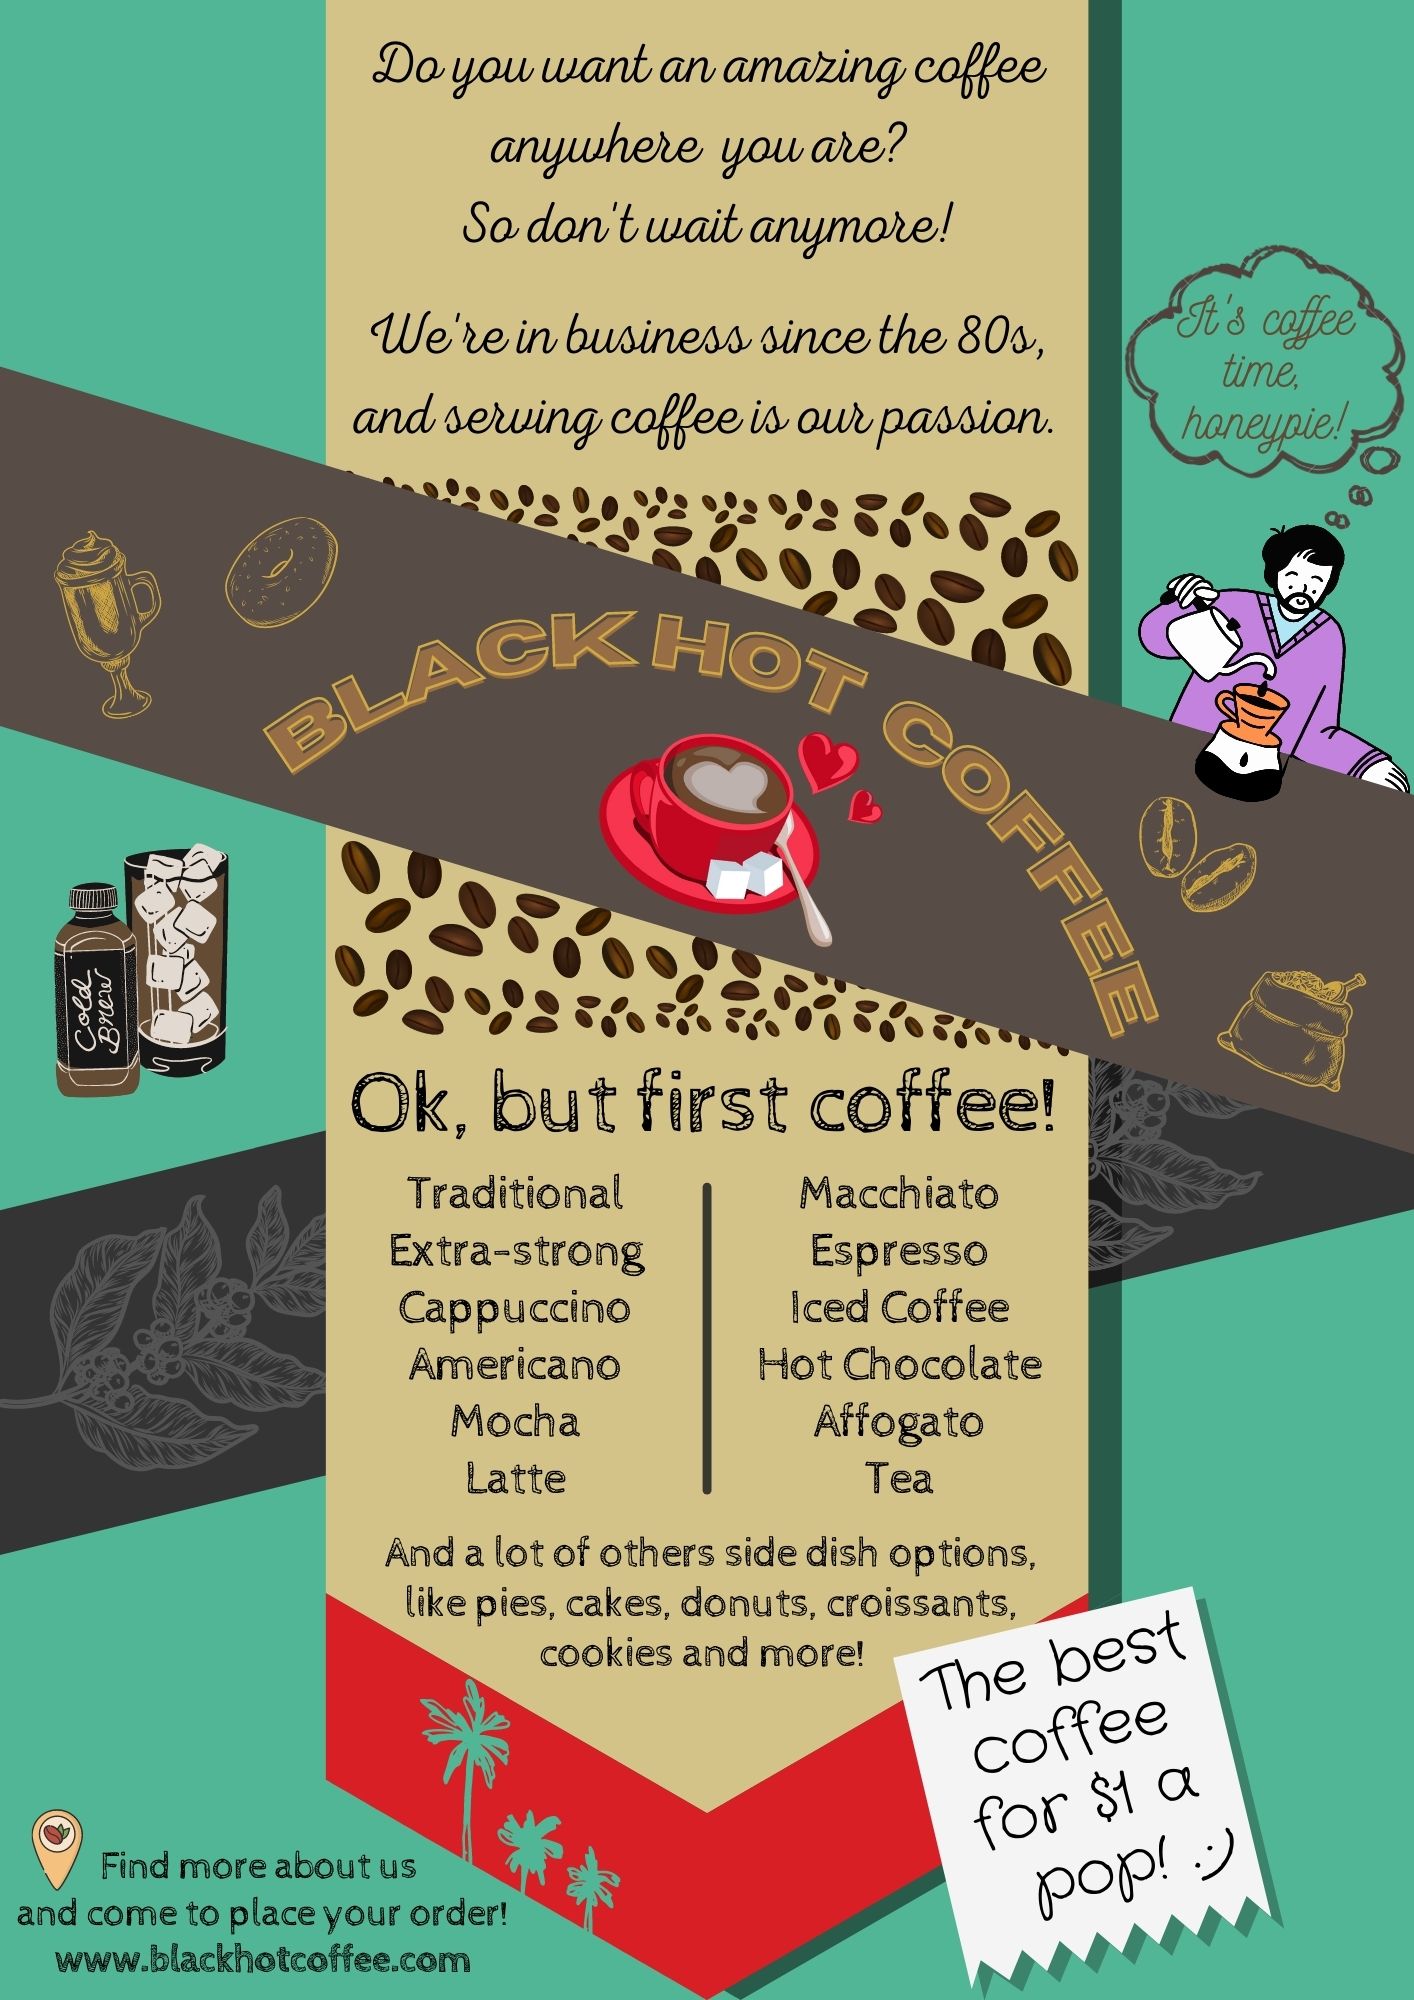 Do you want an amazing coffee
anywhere you are?
So don't wait anymore!
We're in business since the 80s,
and serving coffee is our passion.
It's coffee
time,
honeypie!
BLACK HOT COFFEE
Cold
Brew
Ok, but first coffee!
Traditional
Extra-strong
Cappuccino
Americano
Mocha
Latte
Macchiato
Espresso
Iced Coffee
Hot Chocolate
Affogato
Tea
And a lot of others side dish options,
like pies, cakes, donuts, croissants,
cookies and more!
The best
coffee
for $1 a
pop! :)
Find more about us
and come to place your order!
www.blackhotcoffee.com